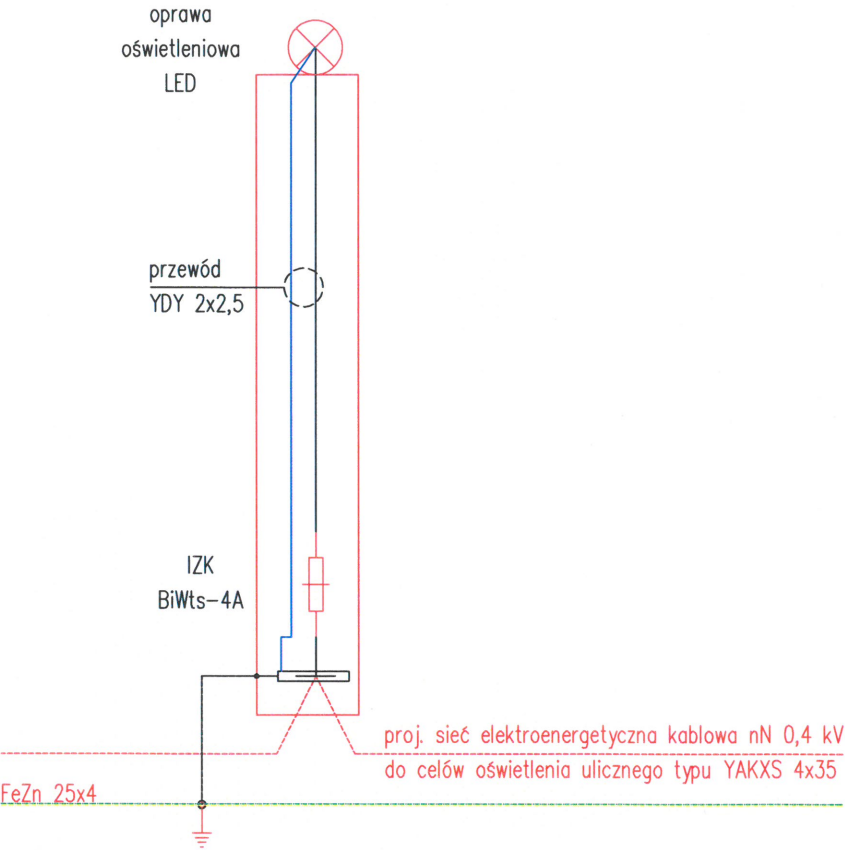 oprawa
oświetleniowa
LED
przewód
YDY 2x2,5
IZK
BiWts-4A
proj. sieć elektroenergetyczna kablowa nN 0,4 kV
do celów oświetlenia ulicznego typu YAKXS 4x35
FeZn 25x4